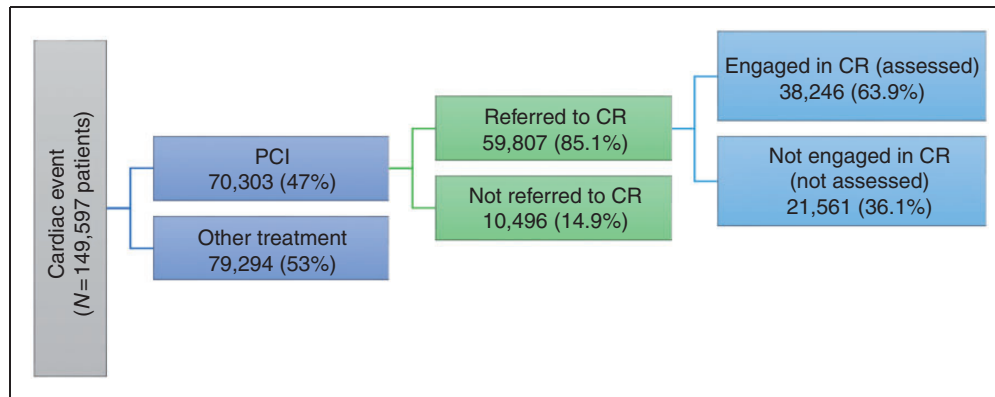 Cardiac event
(N = 149,597 patients)
PCI
70,303 (47%)
Other treatment
79,294 (53%)
Referred to CR
59,807 (85.1%)
Not referred to CR
10,496 (14.9%)
Engaged in CR (assessed)
38,246 (63.9%)
Not engaged in CR
(not assessed)
21,561 (36.1%)